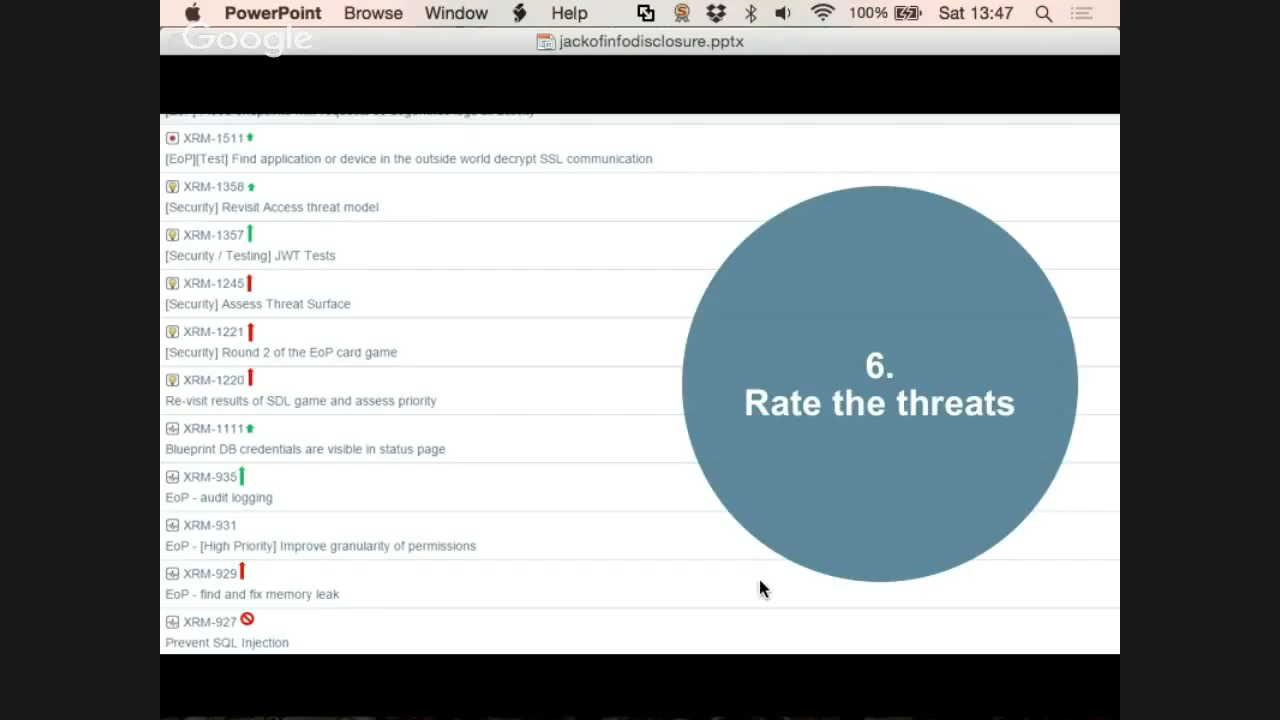 PowerPoint Browse Window Help 100% Sat 13:47
Google
jackofinfodisclosure.pptx
XRM-1511
[EoP][Test] Find application or device in the outside world decrypt SSL communication
XRM-1358
[Security] Revisit Access threat model
XRM-1357
[Security / Testing] JWT Tests
XRM-1245
[Security] Assess Threat Surface
XRM-1221
[Security] Round 2 of the EoP card game
XRM-1220
Re-visit results of SDL game and assess priority
XRM-1111
Blueprint DB credentials are visible in status page
XRM-935
EoP - audit logging
XRM-931
EoP - [High Priority] Improve granularity of permissions
XRM-929
EoP - find and fix memory leak
XRM-927
Prevent SQL Injection
6.
Rate the threats